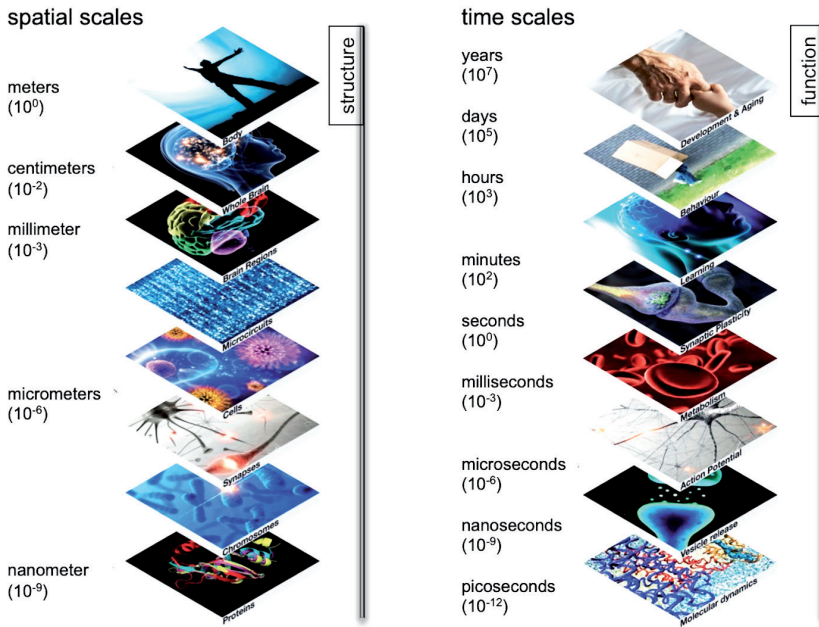 spatial scales
structure
meters
(10⁰)
Body
centimeters
(10⁻²)
Whole Brain
millimeter
(10⁻³)
Brain Regions
Microcircuits
micrometers
(10⁻⁶)
Cells
Synapses
Chromosomes
nanometer
(10⁻⁹)
Proteins
time scales
function
years
(10⁷)
Development & Aging
days
(10⁵)
hours
(10³)
Behaviour
Learning
minutes
(10²)
seconds
(10⁰)
Synaptic Plasticity
milliseconds
(10⁻³)
Metabolism
Action Potential
microseconds
(10⁻⁶)
nanoseconds
(10⁻⁹)
Vesicle release
picoseconds
(10⁻¹²)
Molecular dynamics